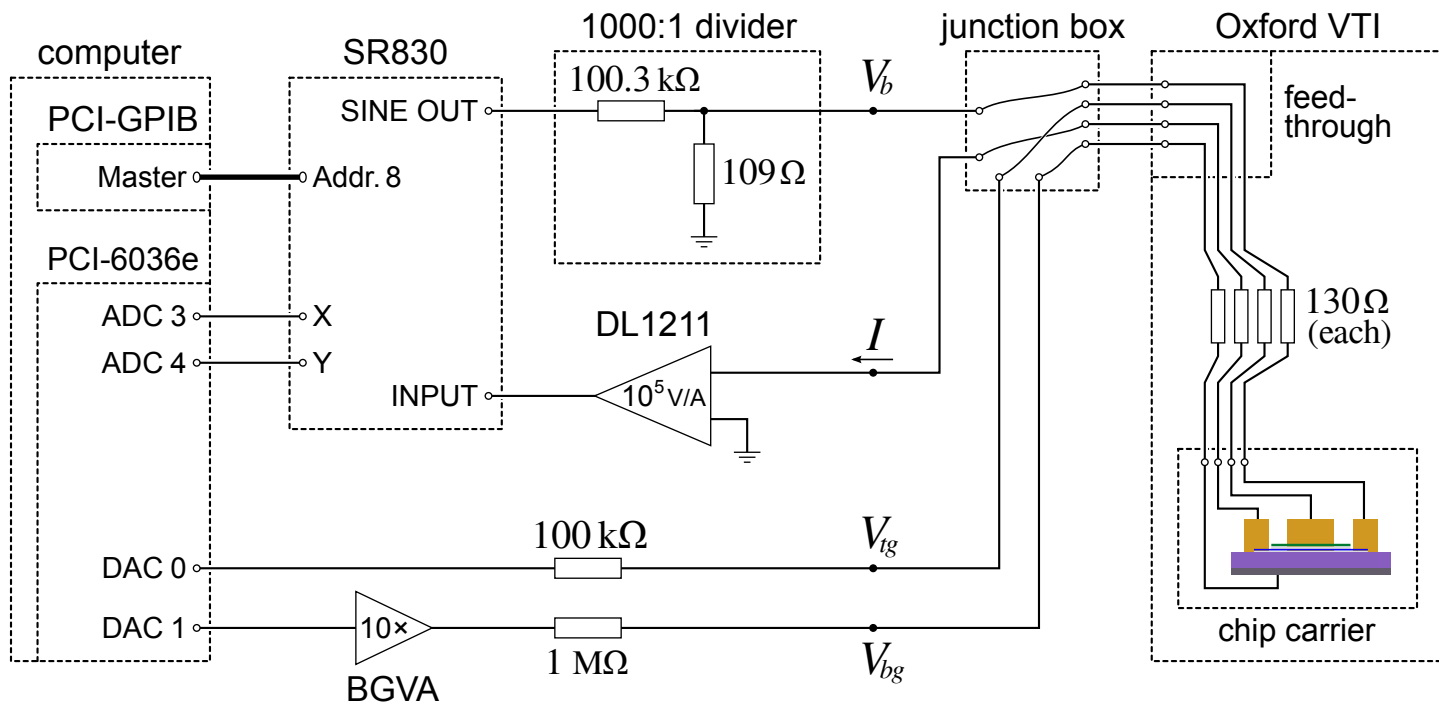 computer
SR830
1000:1 divider
junction box
Oxford VTI
PCI-GPIB
Master
SINE OUT
Addr. 8
100.3 kΩ
109 Ω
V_b
feed-
through
PCI-6036e
ADC 3
X
ADC 4
Y
INPUT
DL1211
10^5 V/A
I
130 Ω
(each)
DAC 0
100 kΩ
V_tg
DAC 1
10×
BGVA
1 MΩ
V_bg
chip carrier